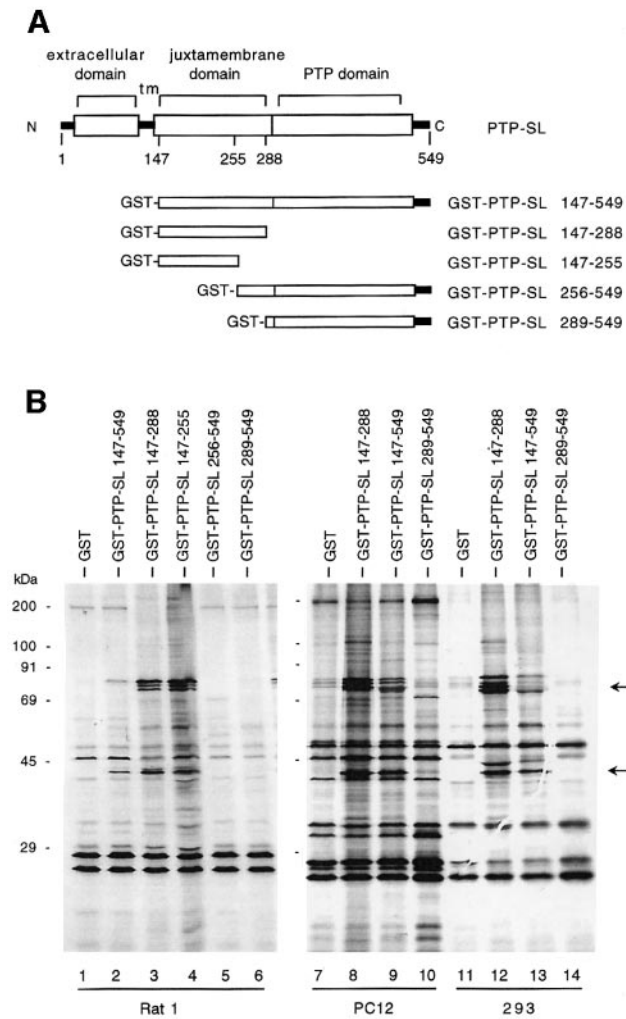 A
extracellular domain
juxtamembrane domain
PTP domain
tm
N
C
PTP-SL
1
147
255
288
549
GST- GST-PTP-SL 147-549
GST- GST-PTP-SL 147-288
GST- GST-PTP-SL 147-255
GST- GST-PTP-SL 256-549
GST- GST-PTP-SL 289-549
B
GST
GST-PTP-SL 147-549
GST-PTP-SL 147-288
GST-PTP-SL 147-255
GST-PTP-SL 256-549
GST-PTP-SL 289-549
GST
GST-PTP-SL 147-288
GST-PTP-SL 147-549
GST-PTP-SL 289-549
GST
GST-PTP-SL 147-288
GST-PTP-SL 147-549
GST-PTP-SL 289-549
kDa
200 -
100 -
91 -
69 -
45 -
29 -
1 2 3 4 5 6 7 8 9 10 11 12 13 14
Rat 1 PC12 293